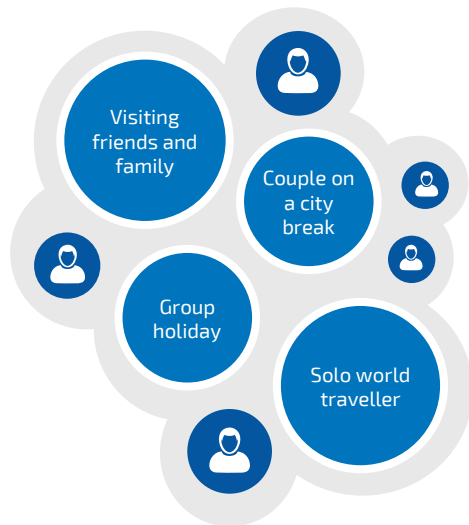 Visiting
friends and
family
Couple on
a city
break
Group
holiday
Solo world
traveller